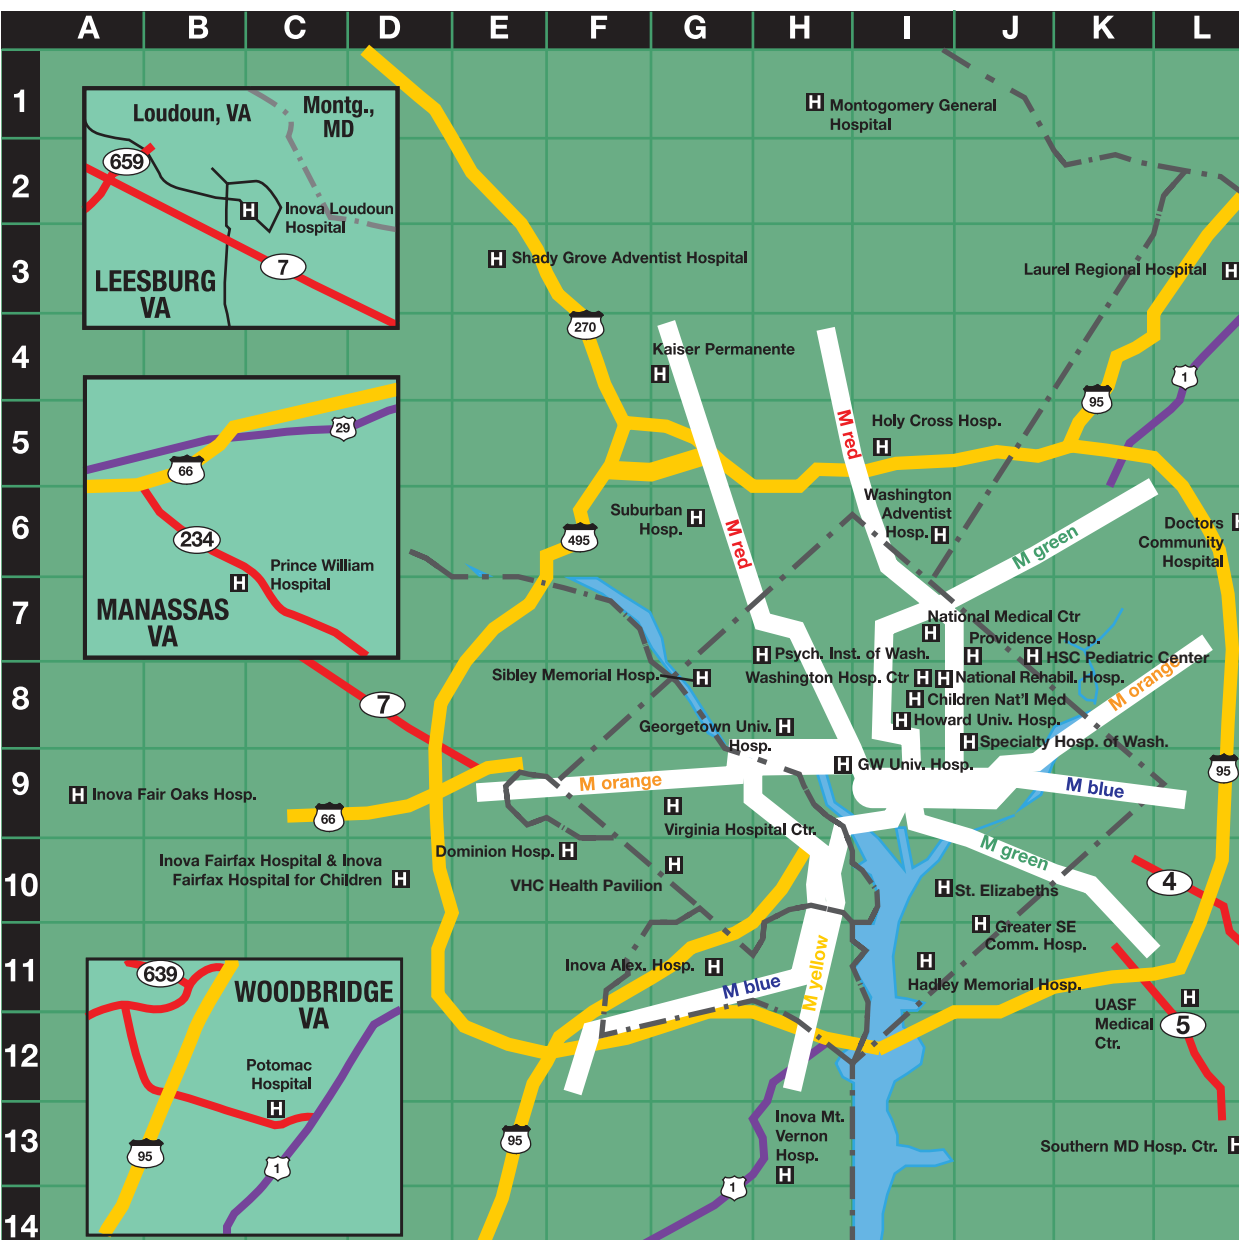 A B C D E F G H I J K L
1
2
3
4
5
6
7
8
9
10
11
12
13
14
Loudoun, VA
Montg.,
MD
659
H
Inova Loudoun
Hospital
7
LEESBURG
VA
29
66
234
H
Prince William
Hospital
MANASSAS
VA
639
WOODBRIDGE
VA
Potomac
Hospital
H
95
1
H Montogomery General
Hospital
H Shady Grove Adventist Hospital
Laurel Regional Hospital H
270
Kaiser Permanente
H
1
95
M red
Holy Cross Hosp.
H
Washington
Adventist
Hosp. H
Suburban
Hosp. H
M red
495
M green
Doctors H
Community
Hospital
National Medical Ctr
H
Providence Hosp.
H
H HSC Pediatric Center
H Psych. Inst. of Wash.
Sibley Memorial Hosp. H
Washington Hosp. Ctr H
H National Rehabil. Hosp.
M orange
7
H Children Nat'l Med
H Howard Univ. Hosp.
Georgetown Univ. H
Hosp.
H Specialty Hosp. of Wash.
H GW Univ. Hosp.
95
M orange
M blue
H Inova Fair Oaks Hosp.
66
H
Virginia Hospital Ctr.
M green
Dominion Hosp. H
Inova Fairfax Hospital & Inova
Fairfax Hospital for Children H
H
VHC Health Pavilion
4
H St. Elizabeths
H Greater SE
Comm. Hosp.
Inova Alex. Hosp. H
M blue
M yellow
H
Hadley Memorial Hosp.
H
UASF
Medical
Ctr.
5
95
Inova Mt.
Vernon
Hosp.
H
1
Southern MD Hosp. Ctr. H